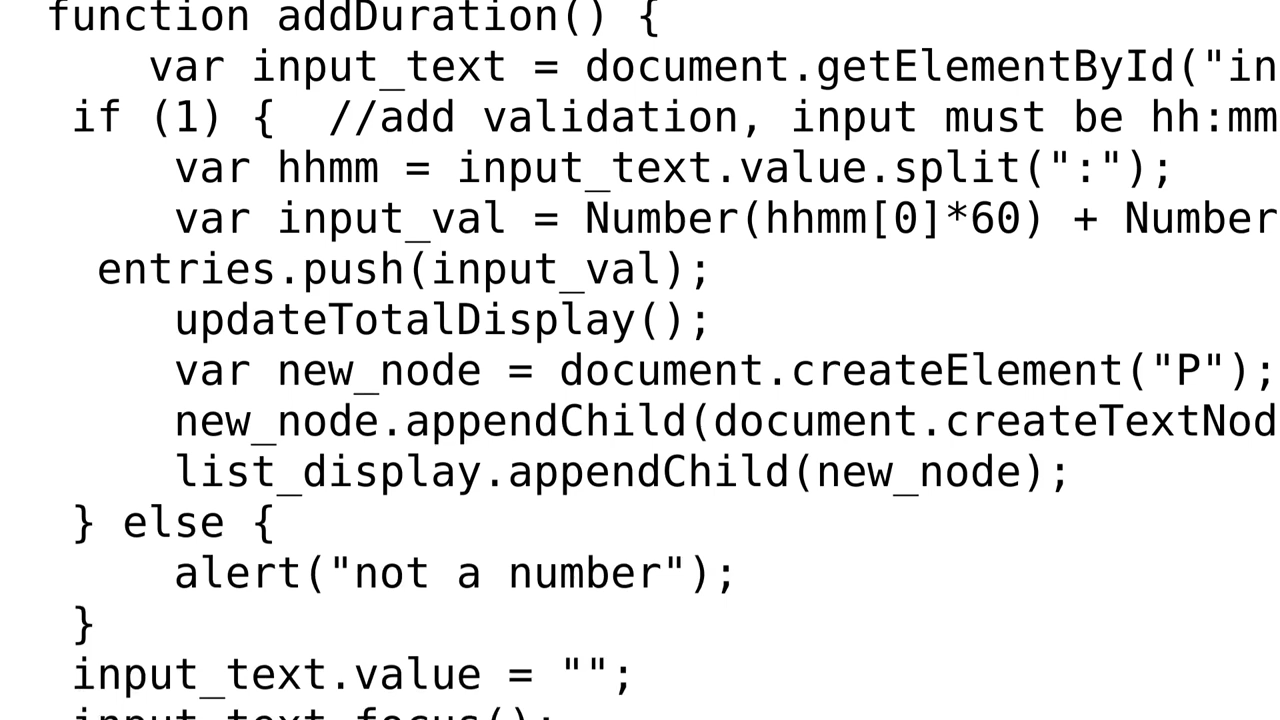 function addDuration() {
var input_text = document.getElementById("in
if (1) {  //add validation, input must be hh:mm
var hhmm = input_text.value.split(":");
var input_val = Number(hhmm[0]*60) + Number
entries.push(input_val);
updateTotalDisplay();
var new_node = document.createElement("P");
new_node.appendChild(document.createTextNod
list_display.appendChild(new_node);
} else {
alert("not a number");
}
input_text.value = "";
input_text.focus();